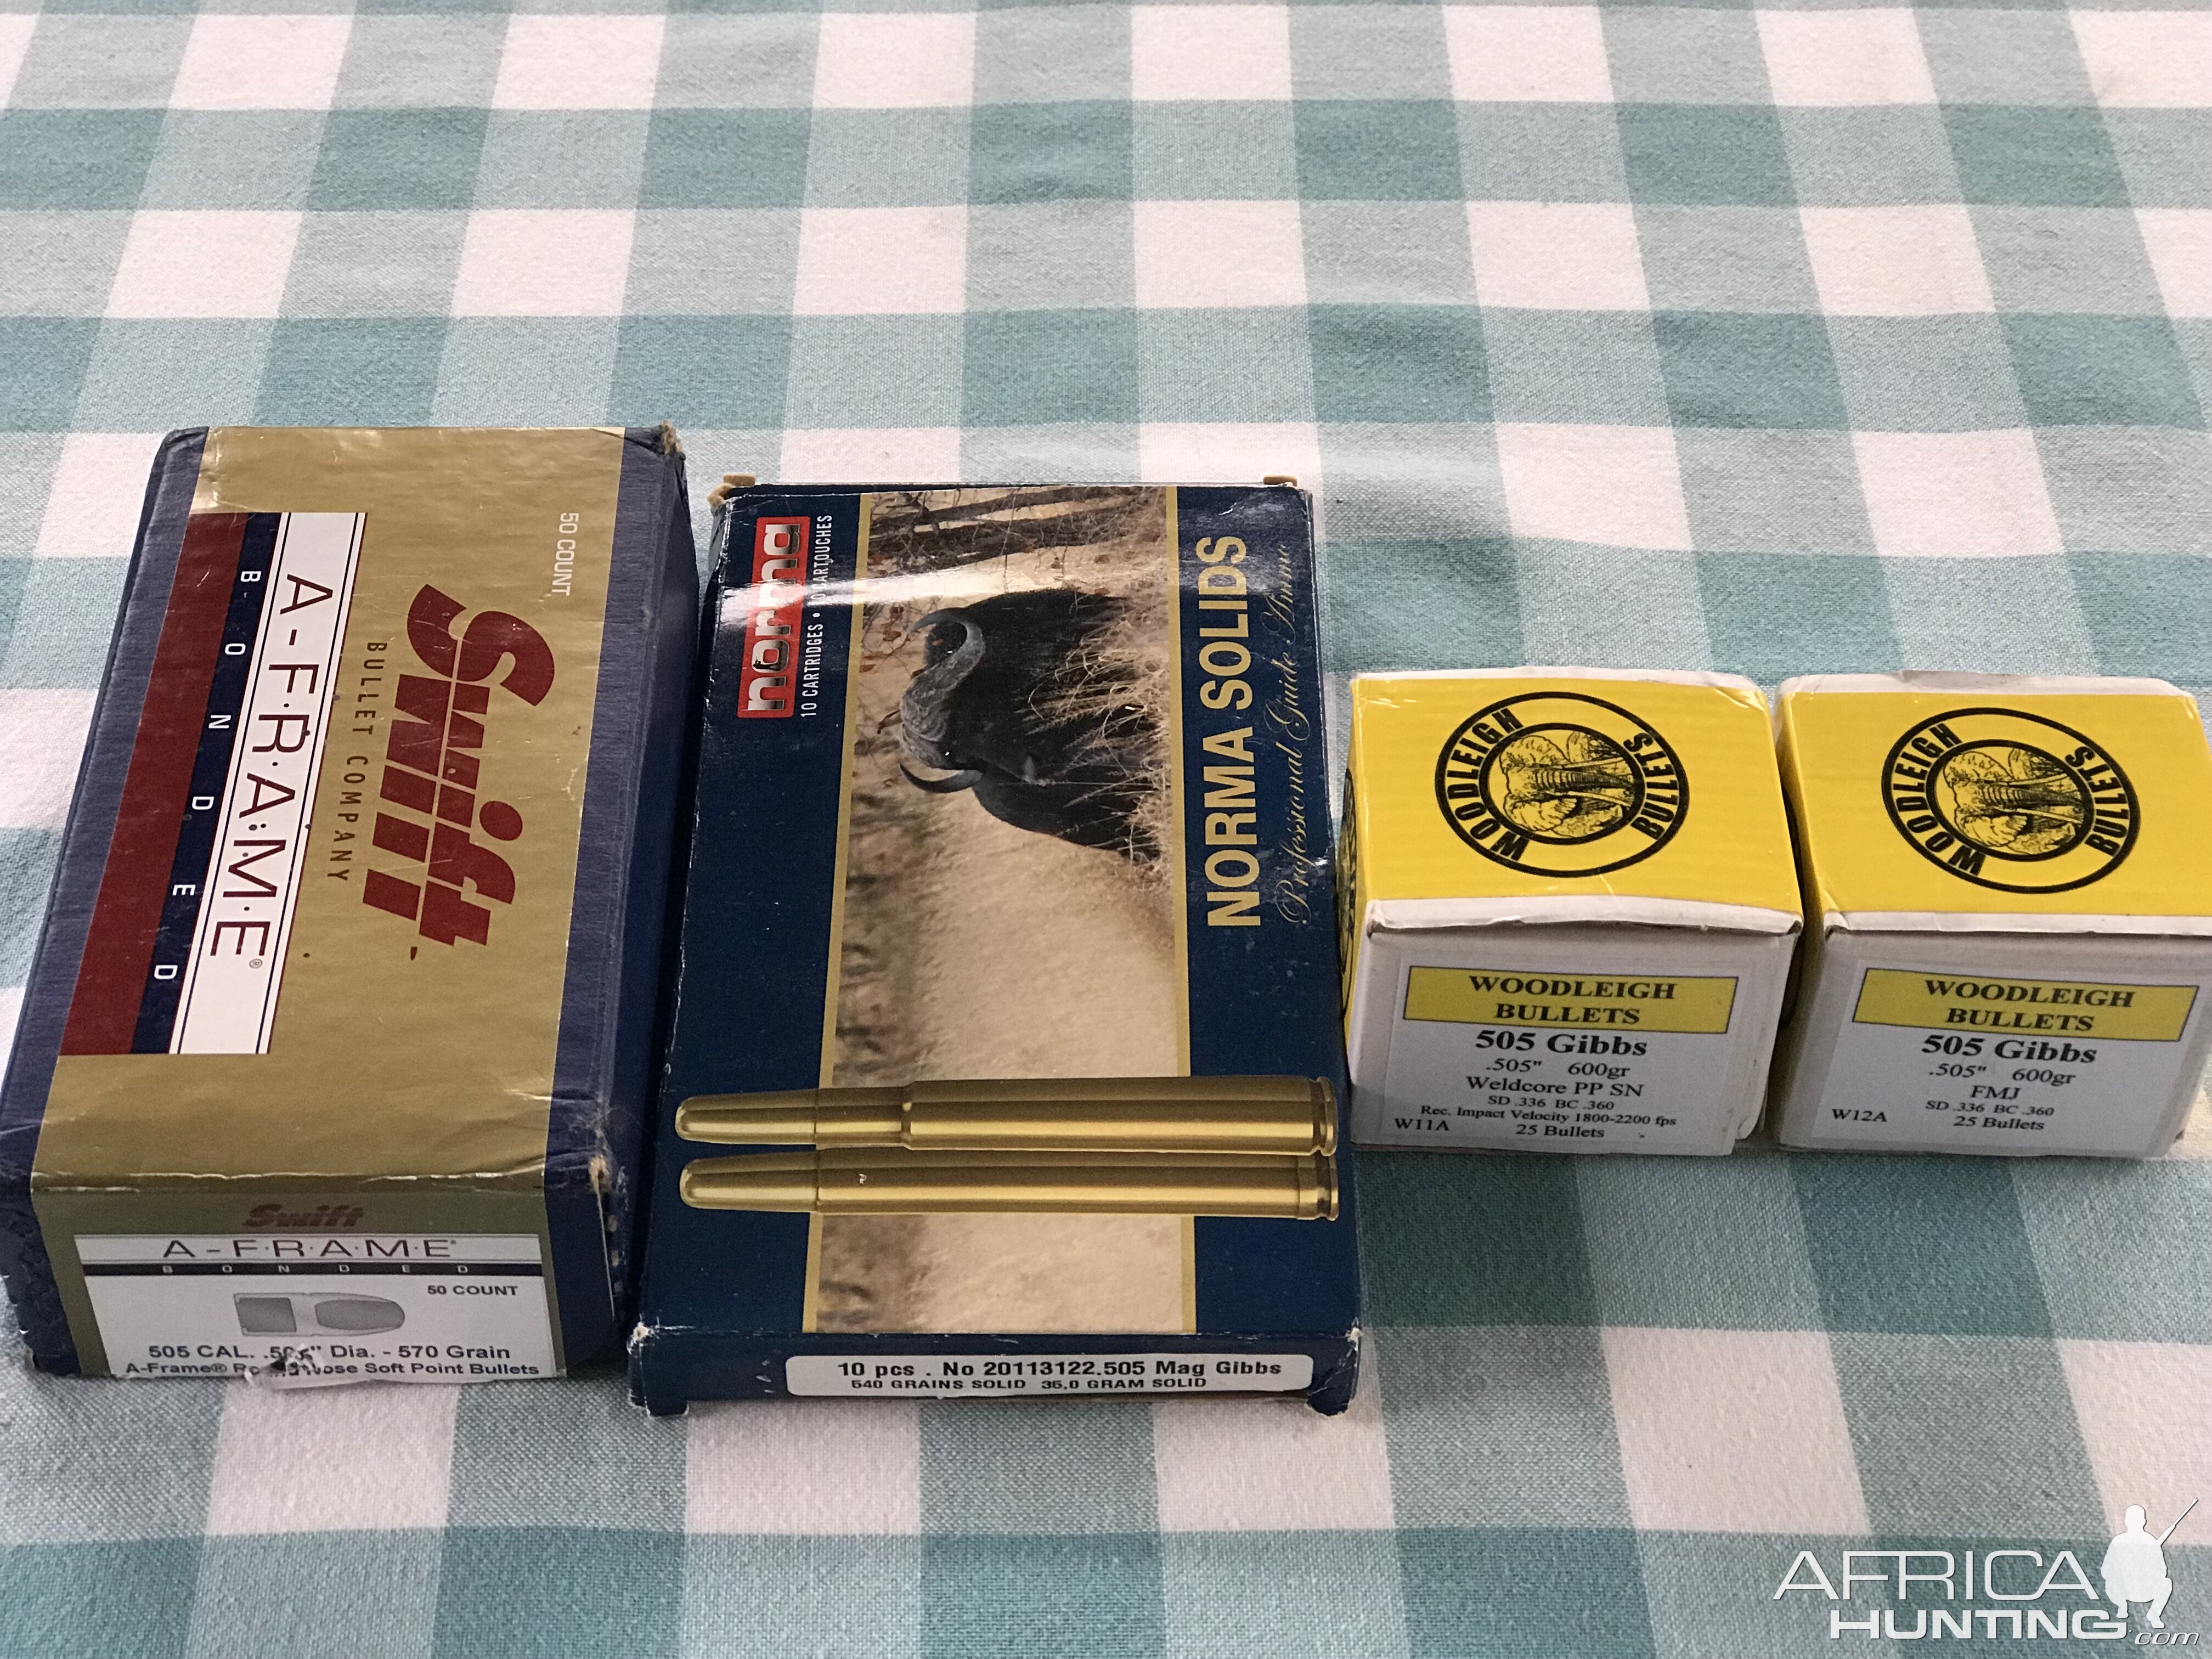 50 COUNT
Swift
BULLET COMPANY
A-F·R·A·M·E®
BONDED
Swift
A-F·R·A·M·E®
BONDED
50 COUNT
505 CAL. Dia. - 570 Grain
A-Frame® Nose Soft Point Bullets
norma
10 CARTRIDGES • 10 CARTOUCHES
NORMA SOLIDS
Professional Guide Ammo
10 pcs . No 20113122.505 Mag Gibbs
540 GRAINS SOLID 35,0 GRAM SOLID
WOODLEIGH BULLETS
WOODLEIGH
BULLETS
505 Gibbs
.505" 600gr
Weldcore PP SN
SD .336 BC .360
Rec. Impact Velocity 1800-2200 fps
W11A 25 Bullets
WOODLEIGH BULLETS
WOODLEIGH
BULLETS
505 Gibbs
.505" 600gr
FMJ
SD .336 BC .360
W12A 25 Bullets
AFRICA
HUNTING.com